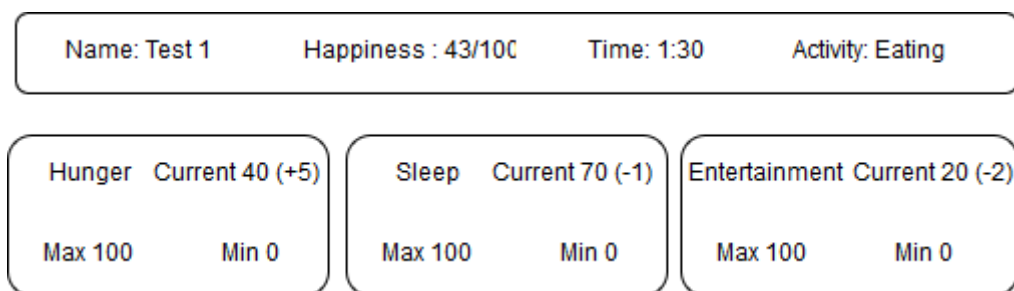 Name: Test 1 Happiness : 43/100 Time: 1:30 Activity: Eating
Hunger Current 40 (+5)
Max 100 Min 0
Sleep Current 70 (-1)
Max 100 Min 0
Entertainment Current 20 (-2)
Max 100 Min 0